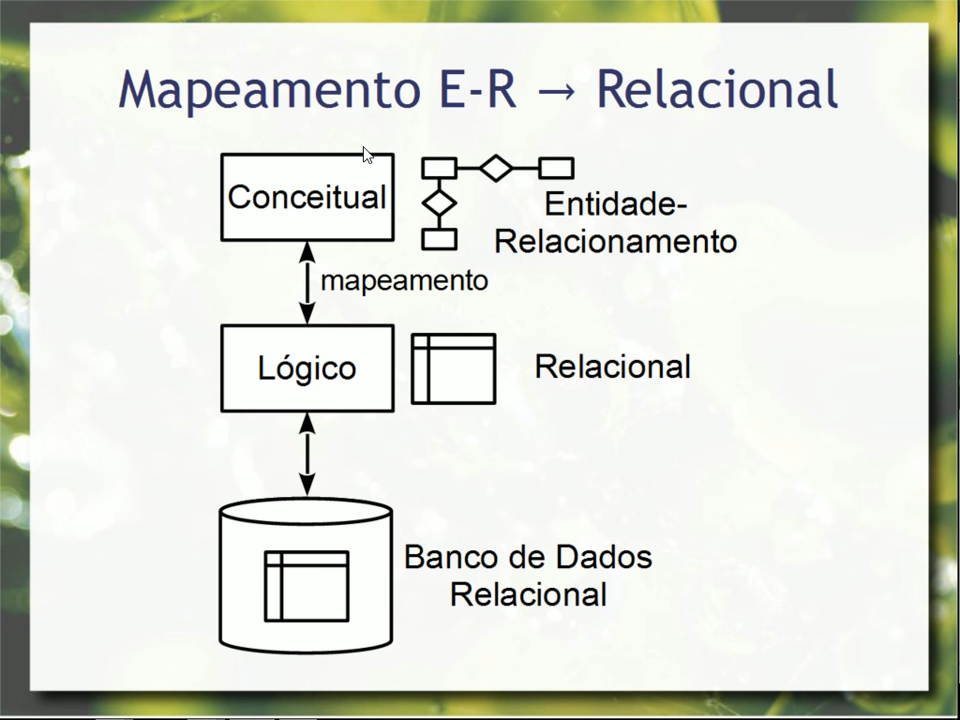 Mapeamento E-R → Relacional
Conceitual
Entidade-
Relacionamento
mapeamento
Lógico
Relacional
Banco de Dados
Relacional